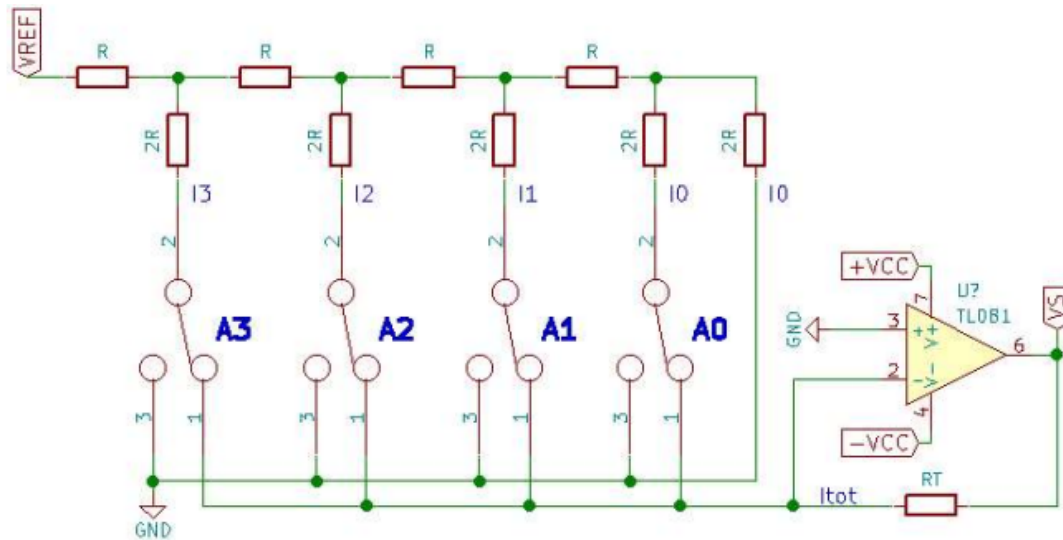 VREF
R
R
R
R
2R
2R
2R
2R
2R
I3
I2
I1
I0
I0
2
2
2
2
A3
A2
A1
A0
3
1
3
1
3
1
3
1
GND
+VCC
7
U?
TL081
VS
GND
3
+
V+
6
2
-
V-
4
-VCC
RT
Itot